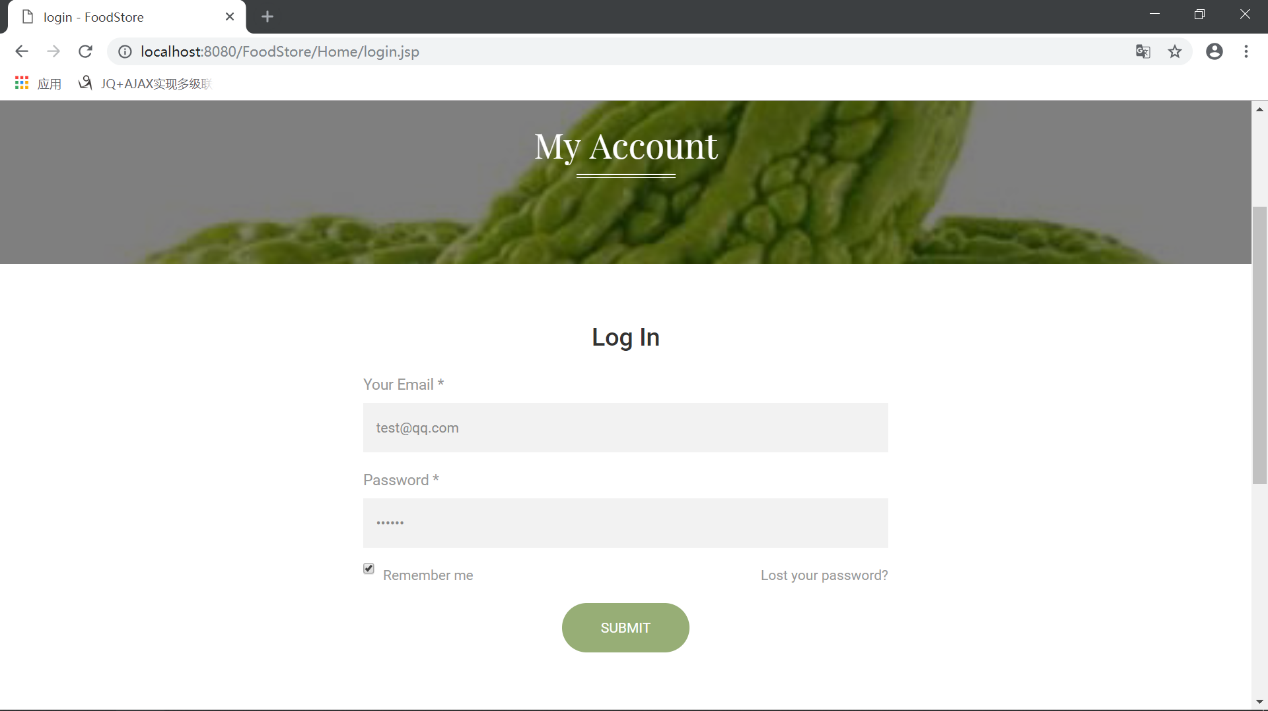 login - FoodStore
localhost:8080/FoodStore/Home/login.jsp
应用 JQ+AJAX实现多级联
My Account
Log In
Your Email *
test@qq.com
Password *
••••••
Remember me Lost your password?
SUBMIT